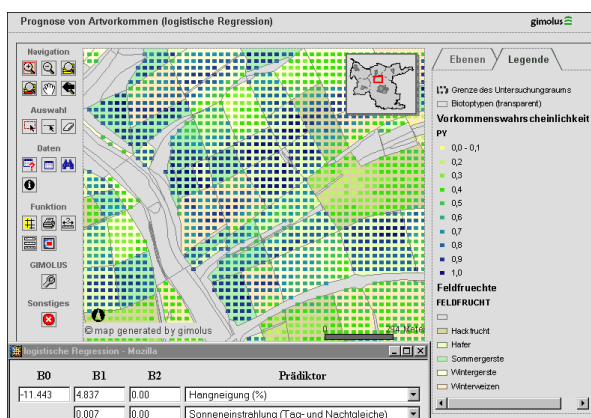 Prognose von Artvorkommen (logistische Regression)
gimolus
Navigation
Auswahl
Daten
Funktion
GIMOLUS
Sonstiges
© map generated by gimolus
0
Ebenen
Legende
Grenze des Untersuchungsraums
Biotoptypen (transparent)
Vorkommenswahrscheinlichkeit
PY
0,0 - 0,1
0,2
0,3
0,4
0,5
0,6
0,7
0,8
0,9
1,0
Feldfruechte
FELDFRUCHT
Hackfrucht
Hafer
Sommergerste
Wintergerste
Winterweizen
logistische Regression - Mozilla
B0 B1 B2 Prädiktor
-11.443 4.837 0.00 Hangneigung (%)
0.007 0.00 Sonneneinstrahlung (Tag- und Nachtgleiche)